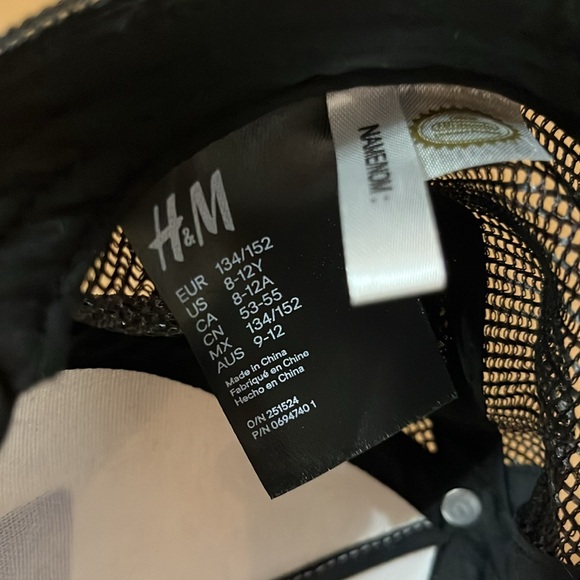 H&M
EUR 134/152
US 8-12Y
CA 8-12A
CN 53-55
MX 134/152
AUS 9-12
Made in China
Fabriqué en Chine
Hecho en China
O/N 251524
P/N 0694740 1
NAME/NOM :